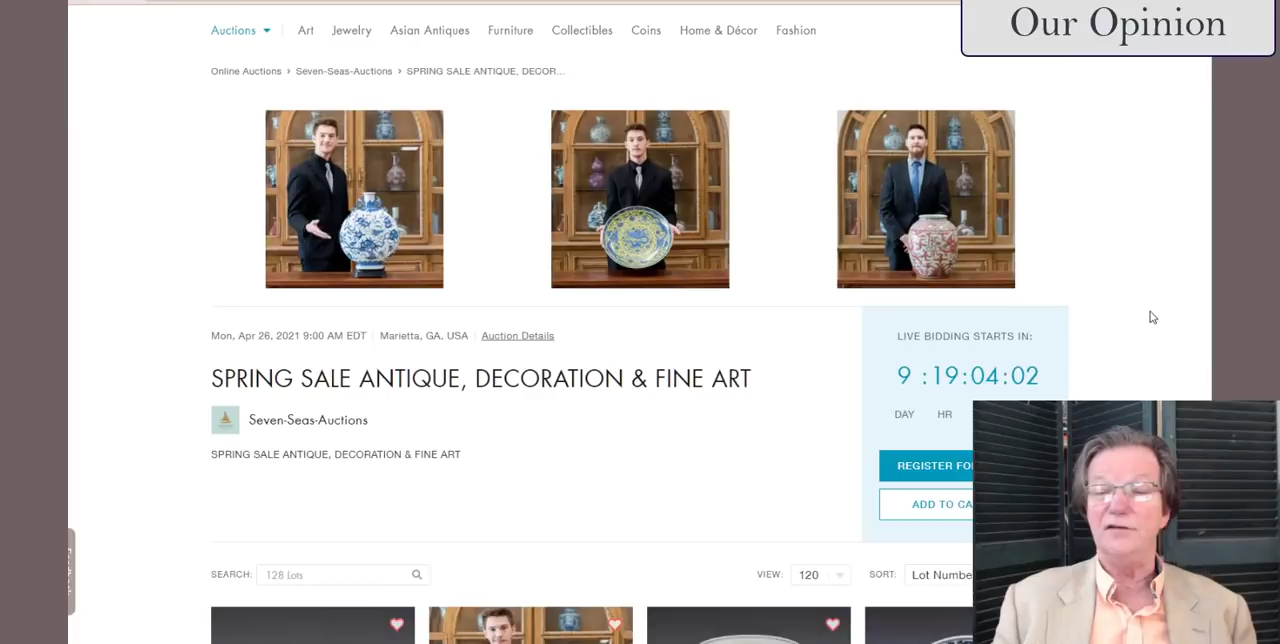 Our Opinion
Auctions Art Jewelry Asian Antiques Furniture Collectibles Coins Home & Décor Fashion
Online Auctions › Seven-Seas-Auctions › SPRING SALE ANTIQUE, DECOR...
Mon, Apr 26, 2021 9:00 AM EDT Marietta, GA, USA Auction Details
LIVE BIDDING STARTS IN:
SPRING SALE ANTIQUE, DECORATION & FINE ART
9 :19:04:02
DAY HR
Seven-Seas-Auctions
SPRING SALE ANTIQUE, DECORATION & FINE ART
REGISTER FO
ADD TO CA
SEARCH: 128 Lots VIEW: 120 SORT: Lot Numbe